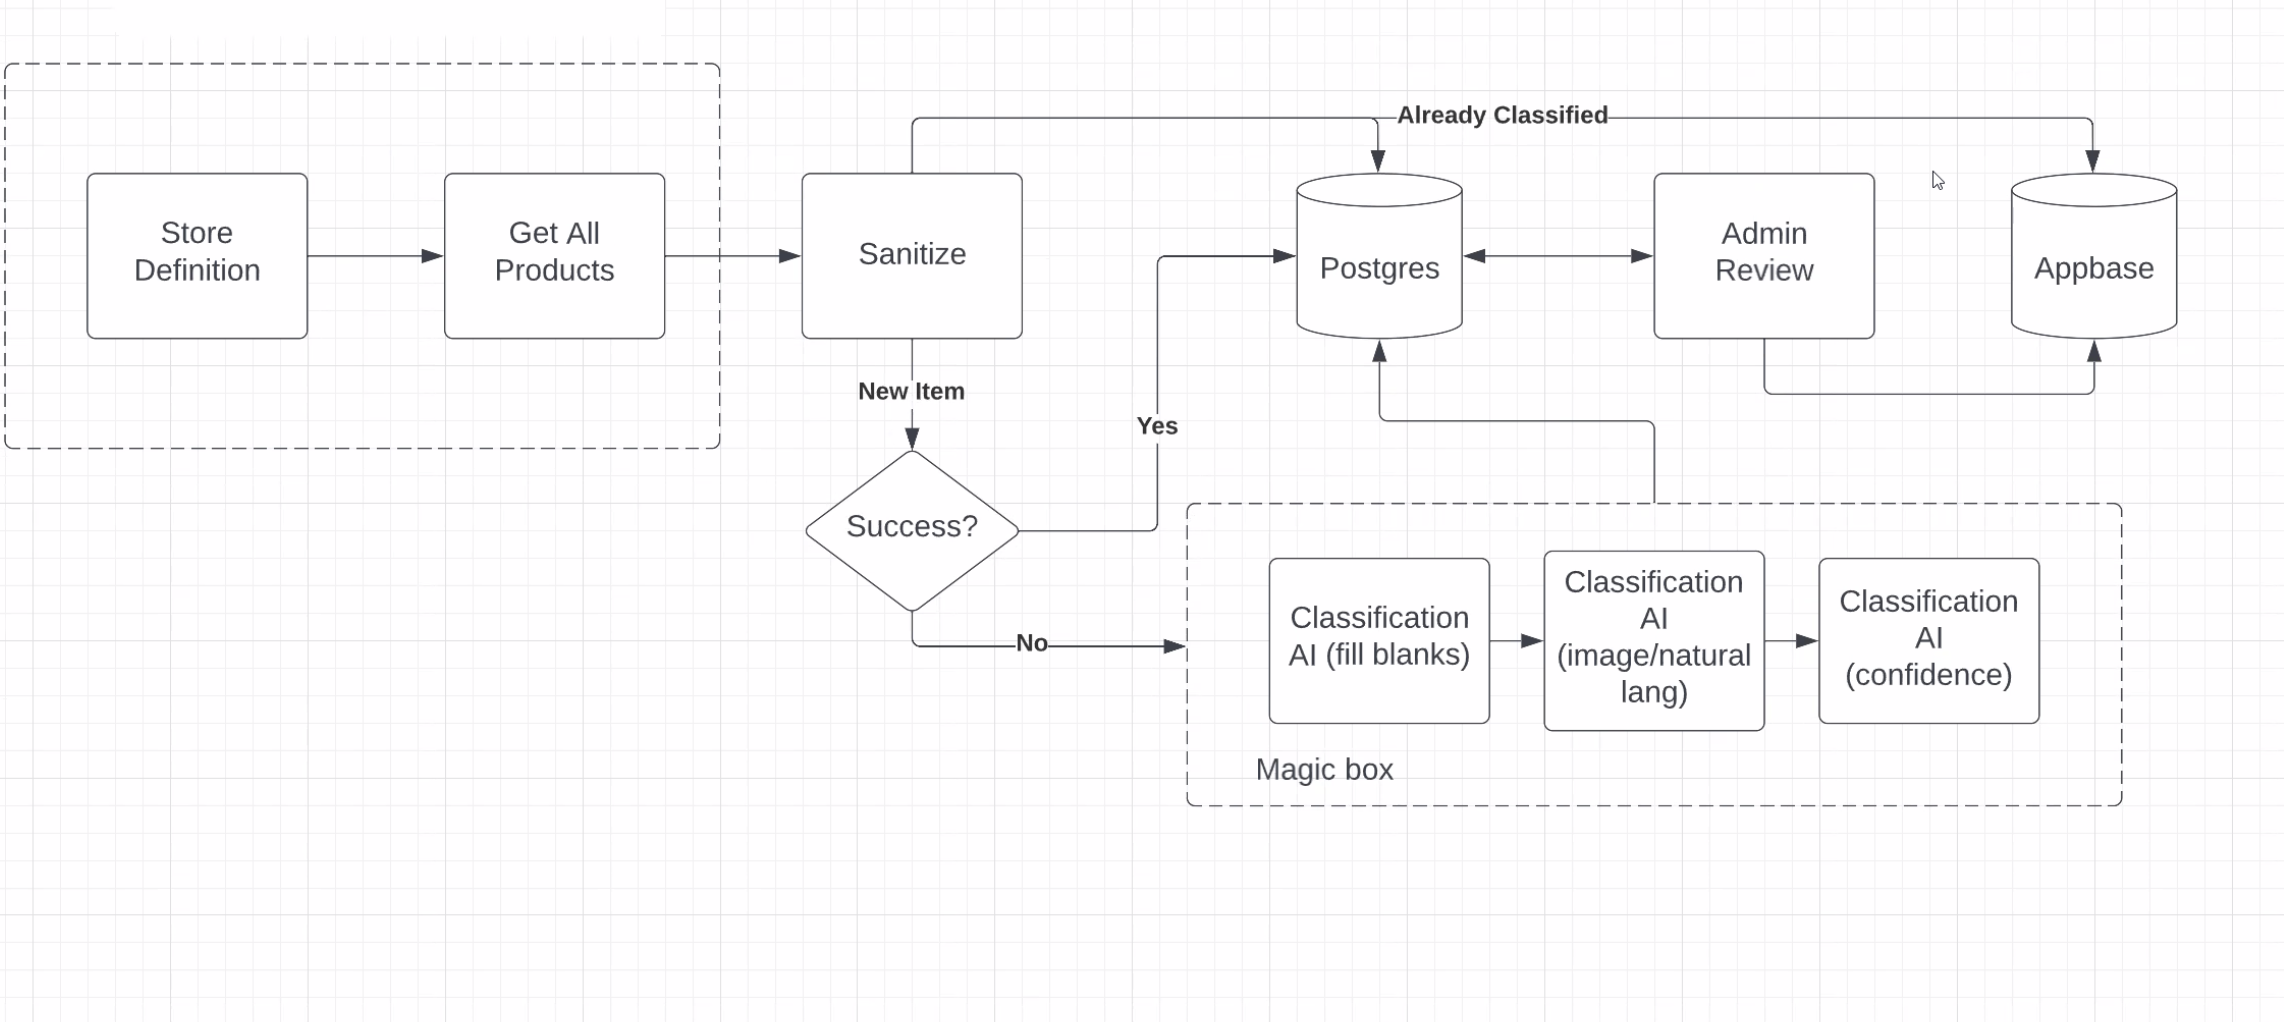 Already Classified
Store
Definition
Get All
Products
Sanitize
Postgres
Admin
Review
Appbase
New Item
Yes
Success?
No
Classification
AI (fill blanks)
Classification
AI
(image/natural
lang)
Classification
AI
(confidence)
Magic box